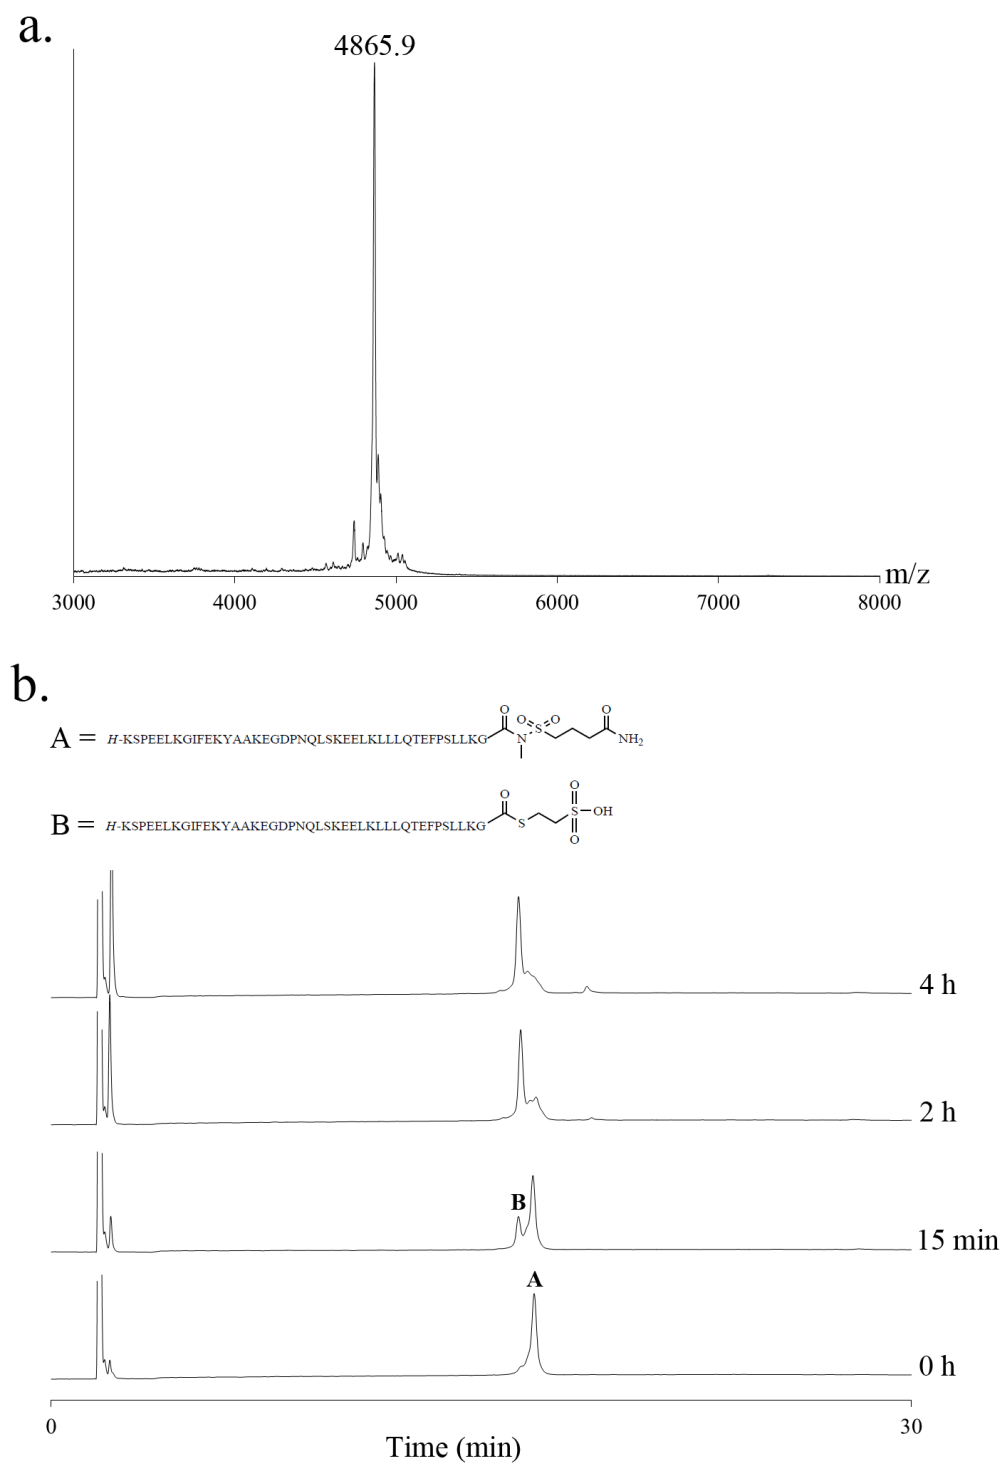 a.
4865.9
m/z
3000 4000 5000 6000 7000 8000
b.
A = H-KSPEELKGIFEKYAAKEGDPNQLSKEELKLLLQTEFPSLLKG O N O S O O NH2
B = H-KSPEELKGIFEKYAAKEGDPNQLSKEELKLLLQTEFPSLLKG O S O S OH O
4 h
2 h
B
15 min
A
0 h
0 30
Time (min)